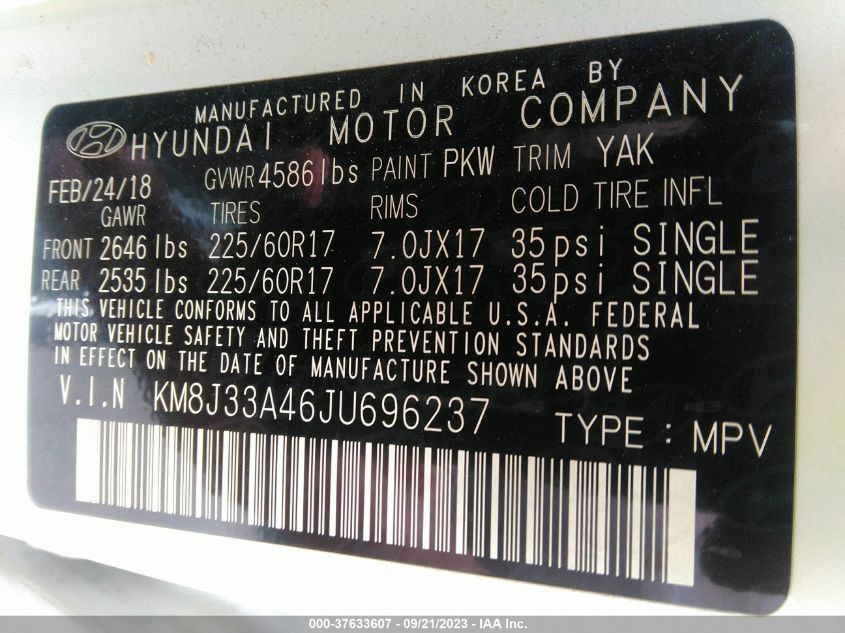 MANUFACTURED IN KOREA BY
HYUNDAI MOTOR COMPANY
FEB/24/18 GVWR 4586 lbs PAINT PKW TRIM YAK
GAWR TIRES RIMS COLD TIRE INFL
FRONT 2646 lbs 225/60R17 7.0JX17 35psi SINGLE
REAR 2535 lbs 225/60R17 7.0JX17 35psi SINGLE
THIS VEHICLE CONFORMS TO ALL APPLICABLE U.S.A. FEDERAL
MOTOR VEHICLE SAFETY AND THEFT PREVENTION STANDARDS
IN EFFECT ON THE DATE OF MANUFACTURE SHOWN ABOVE
V.I.N KM8J33A46JU696237 TYPE : MPV
000-37633607 - 09/21/2023 - IAA Inc.